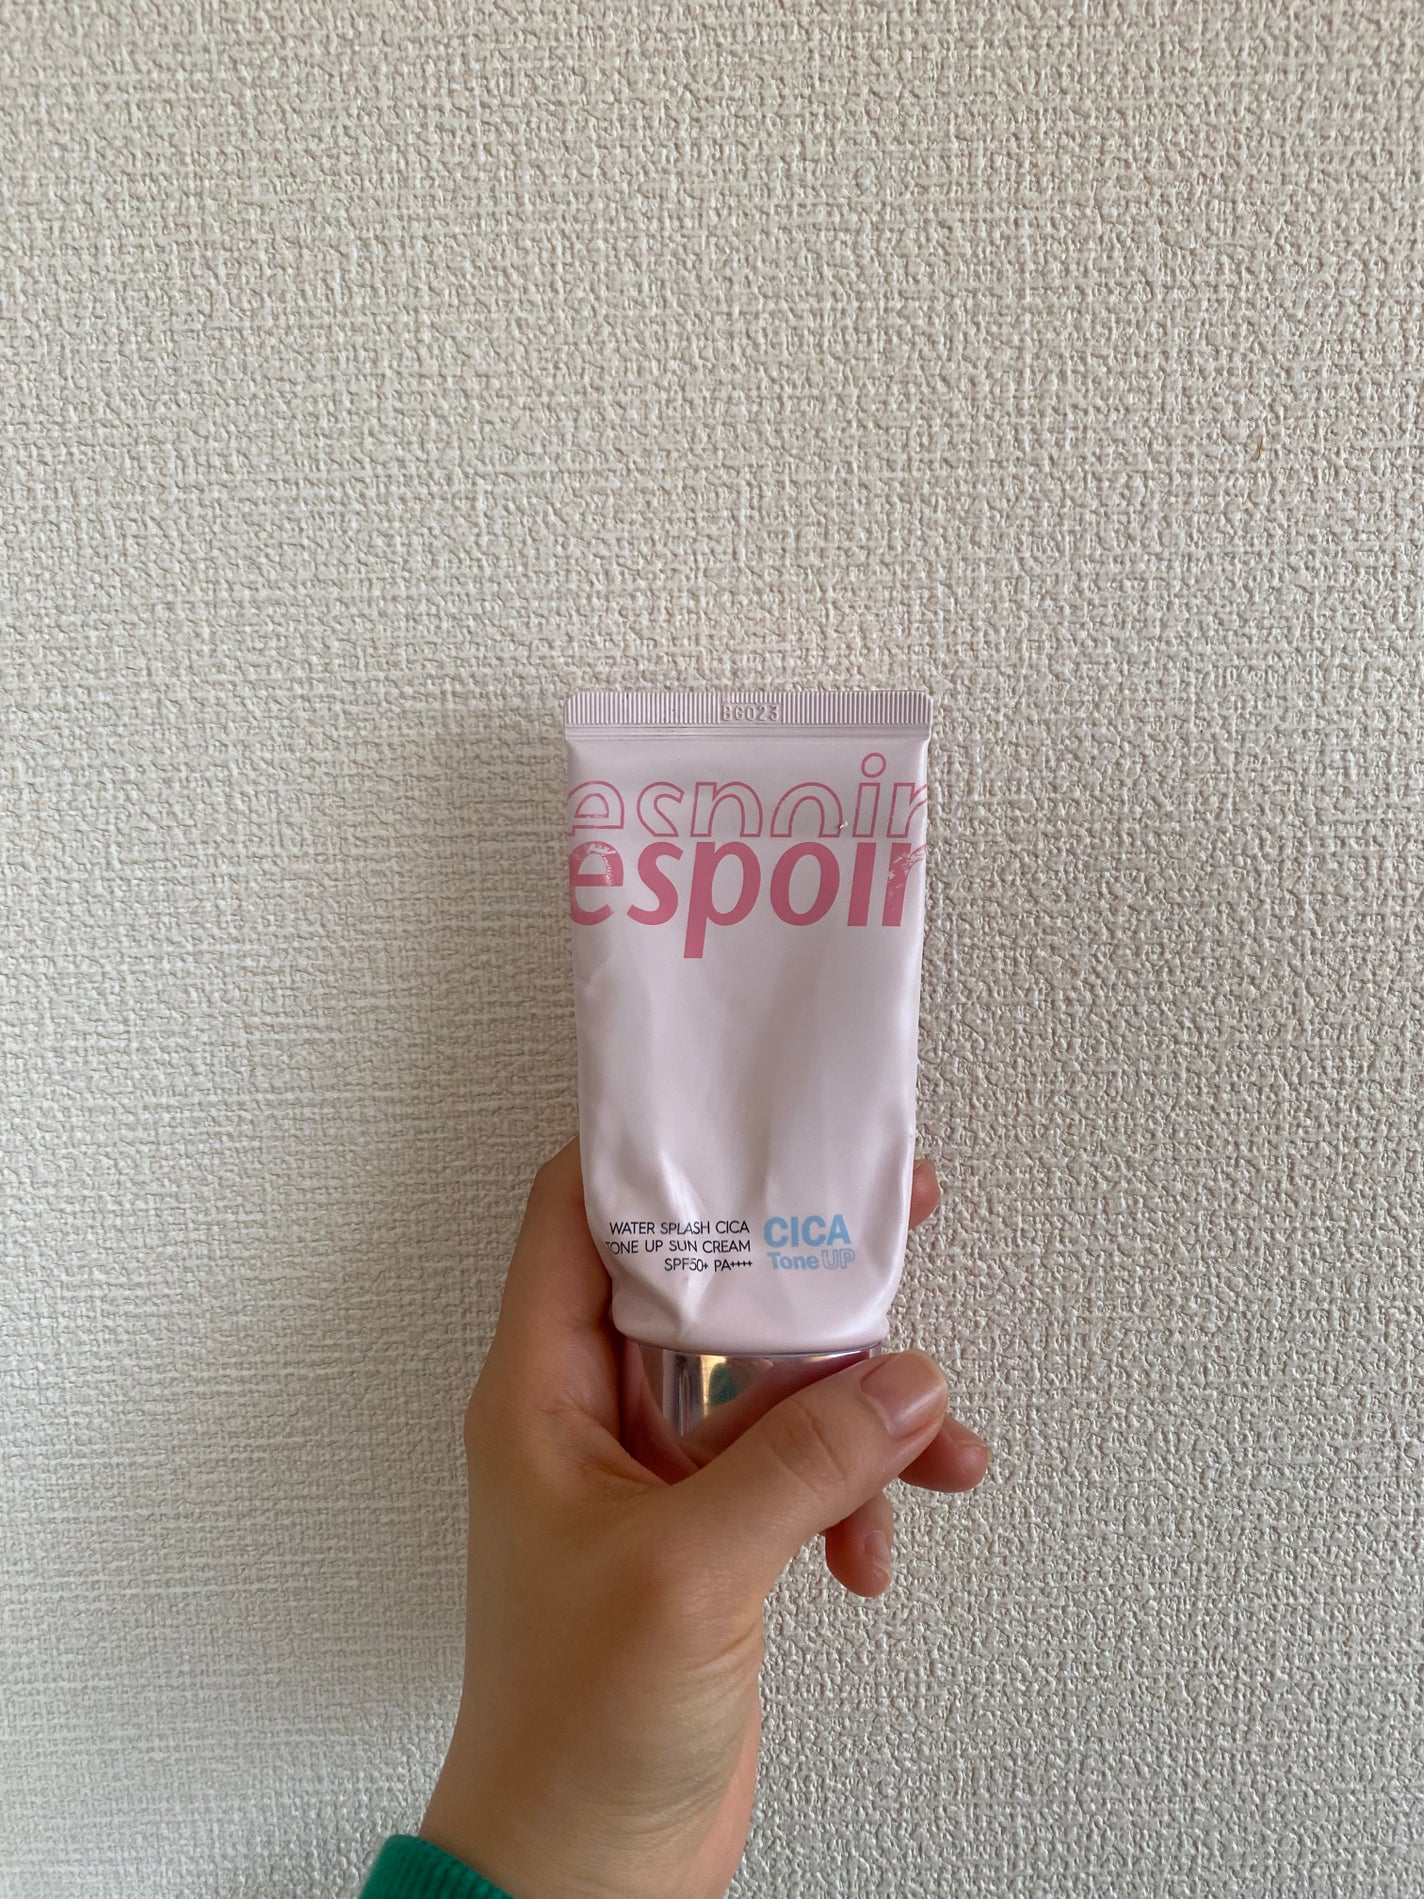 BG023
espoir
espoir
WATER SPLASH CICA
TONE UP SUN CREAM
SPF50+ PA++++
CICA
Tone UP